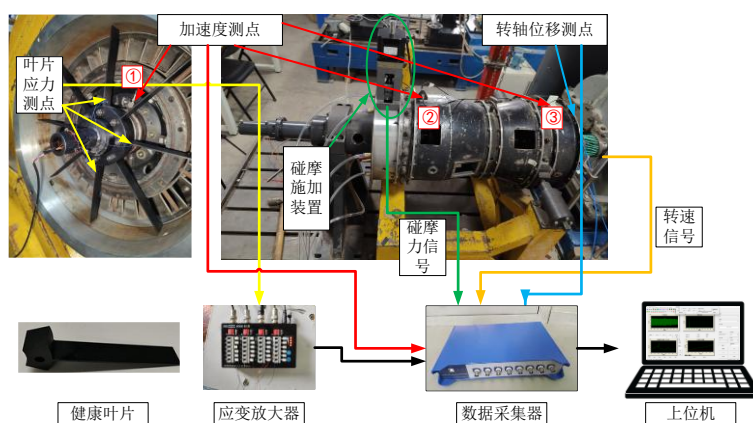 加速度测点
转轴位移测点
叶片
应力
测点
①
②
③
碰摩
施加
装置
碰摩
力信
号
转速
信号
健康叶片
应变放大器
数据采集器
上位机